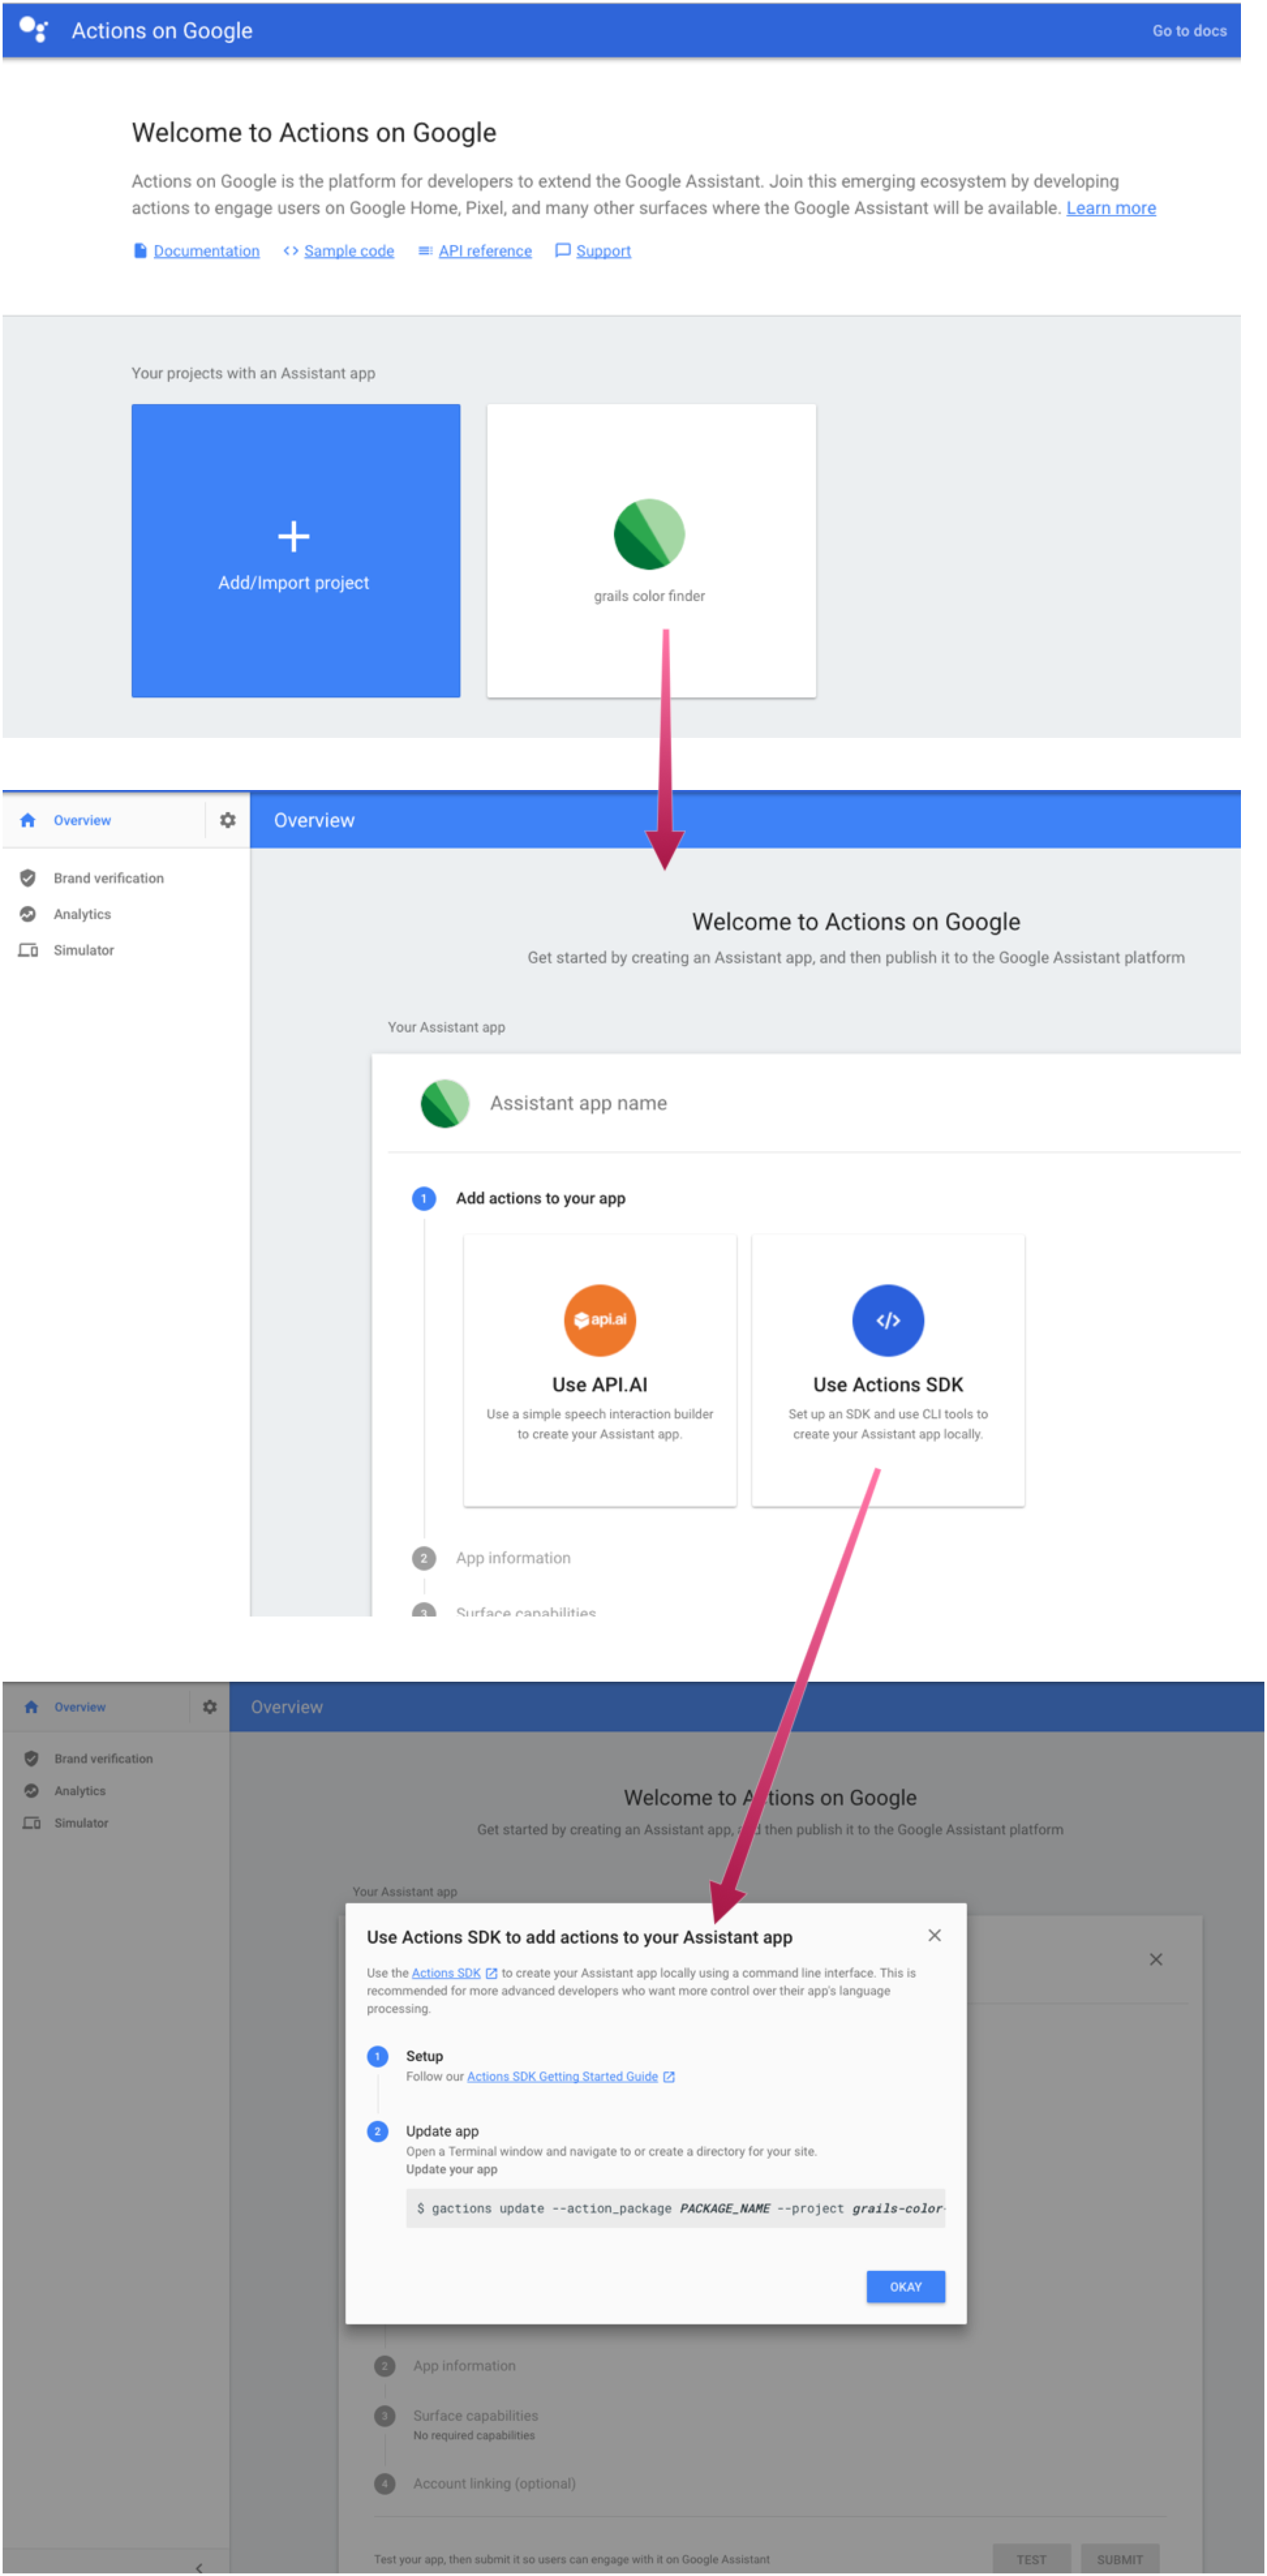 Actions on Google
Go to docs
Welcome to Actions on Google
Actions on Google is the platform for developers to extend the Google Assistant. Join this emerging ecosystem by developing
actions to engage users on Google Home, Pixel, and many other surfaces where the Google Assistant will be available. Learn more
Documentation
<> Sample code
API reference
Support
Your projects with an Assistant app
+
Add/Import project
grails color finder
Overview
Overview
Brand verification
Analytics
Simulator
Welcome to Actions on Google
Get started by creating an Assistant app, and then publish it to the Google Assistant platform
Your Assistant app
Assistant app name
1 Add actions to your app
api.ai
</>
Use API.AI
Use a simple speech interaction builder
to create your Assistant app.
Use Actions SDK
Set up an SDK and use CLI tools to
create your Assistant app locally.
2 App information
3 Surface capabilities
Overview
Overview
Brand verification
Analytics
Simulator
Welcome to Actions on Google
Get started by creating an Assistant app, and then publish it to the Google Assistant platform
Your Assistant app
Use Actions SDK to add actions to your Assistant app
Use the Actions SDK to create your Assistant app locally using a command line interface. This is
recommended for more advanced developers who want more control over their app's language
processing.
1 Setup
Follow our Actions SDK Getting Started Guide
2 Update app
Open a Terminal window and navigate to or create a directory for your site.
Update your app
$ gactions update --action_package PACKAGE_NAME --project grails-color-
OKAY
2 App information
3 Surface capabilities
No required capabilities
4 Account linking (optional)
Test your app, then submit it so users can engage with it on Google Assistant
TEST
SUBMIT